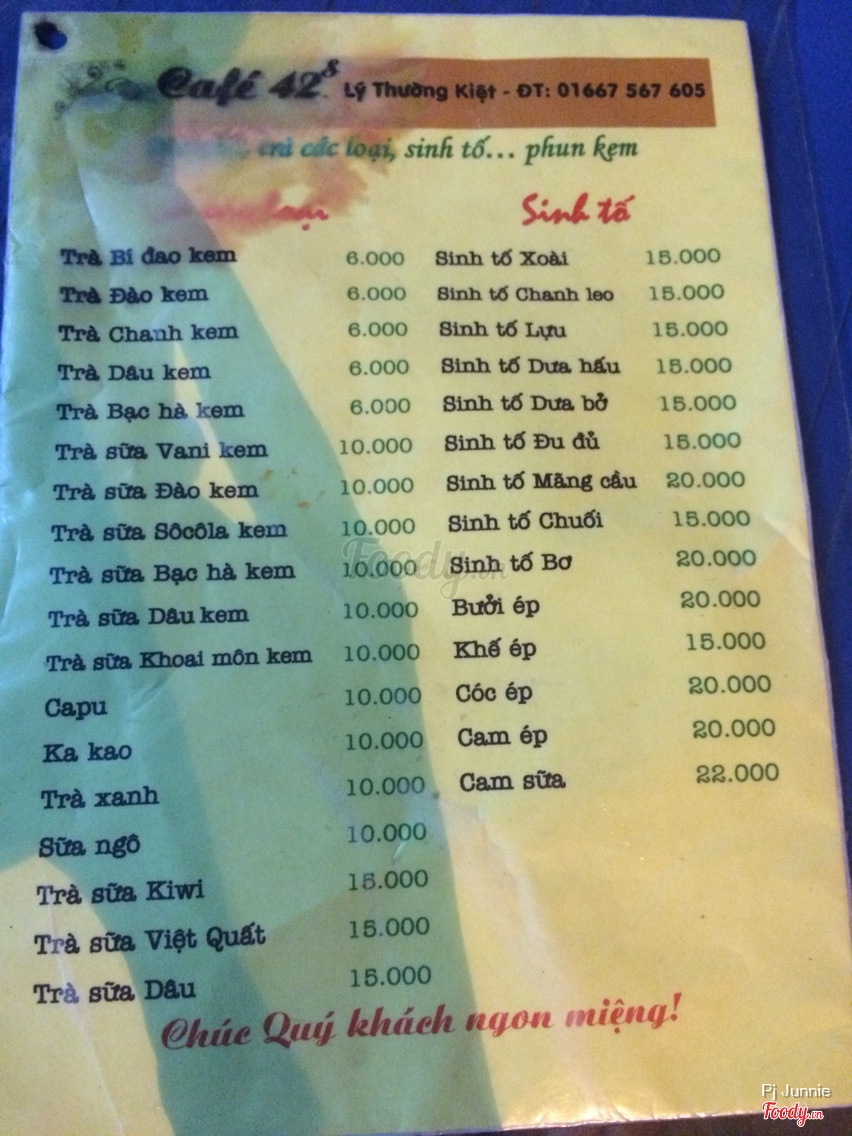 Café 42s Lý Thường Kiệt - ĐT: 01667 567 605
trà các loại, sinh tố... phun kem
loại
Trà Bí đao kem 6.000
Trà Đào kem 6.000
Trà Chanh kem 6.000
Trà Dâu kem 6.000
Trà Bạc hà kem 6.000
Trà sữa Vani kem 10.000
Trà sữa Đào kem 10.000
Trà sữa Sôcôla kem 10.000
Trà sữa Bạc hà kem 10.000
Trà sữa Dâu kem 10.000
Trà sữa Khoai môn kem 10.000
Capu 10.000
Ka kao 10.000
Trà xanh 10.000
Sữa ngô 10.000
Trà sữa Kiwi 15.000
Trà sữa Việt Quất 15.000
Trà sữa Dâu 15.000
Sinh tố
Sinh tố Xoài 15.000
Sinh tố Chanh leo 15.000
Sinh tố Lựu 15.000
Sinh tố Dưa hấu 15.000
Sinh tố Dưa bở 15.000
Sinh tố Đu đủ 15.000
Sinh tố Mãng cầu 20.000
Sinh tố Chuối 15.000
Sinh tố Bơ 20.000
Bưởi ép 20.000
Khế ép 15.000
Cóc ép 20.000
Cam ép 20.000
Cam sữa 22.000
Chúc Quý khách ngon miệng!
Foody.vn
Pj Junnie
Foody.vn